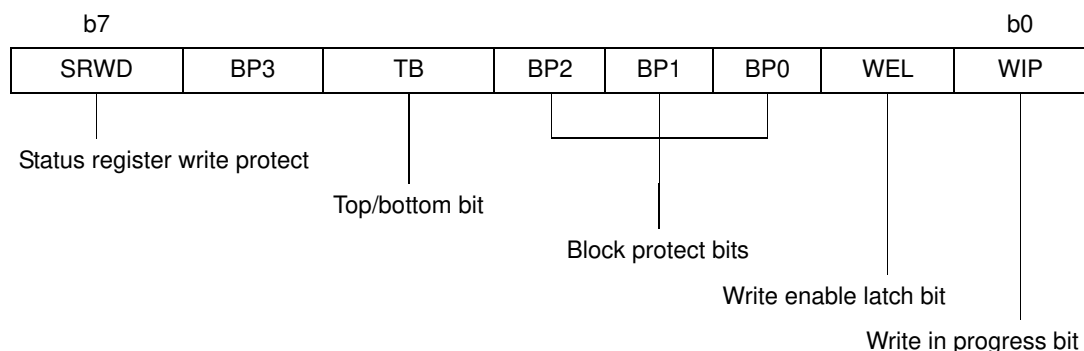 b7 b0
SRWD BP3 TB BP2 BP1 BP0 WEL WIP
Status register write protect
Top/bottom bit
Block protect bits
Write enable latch bit
Write in progress bit